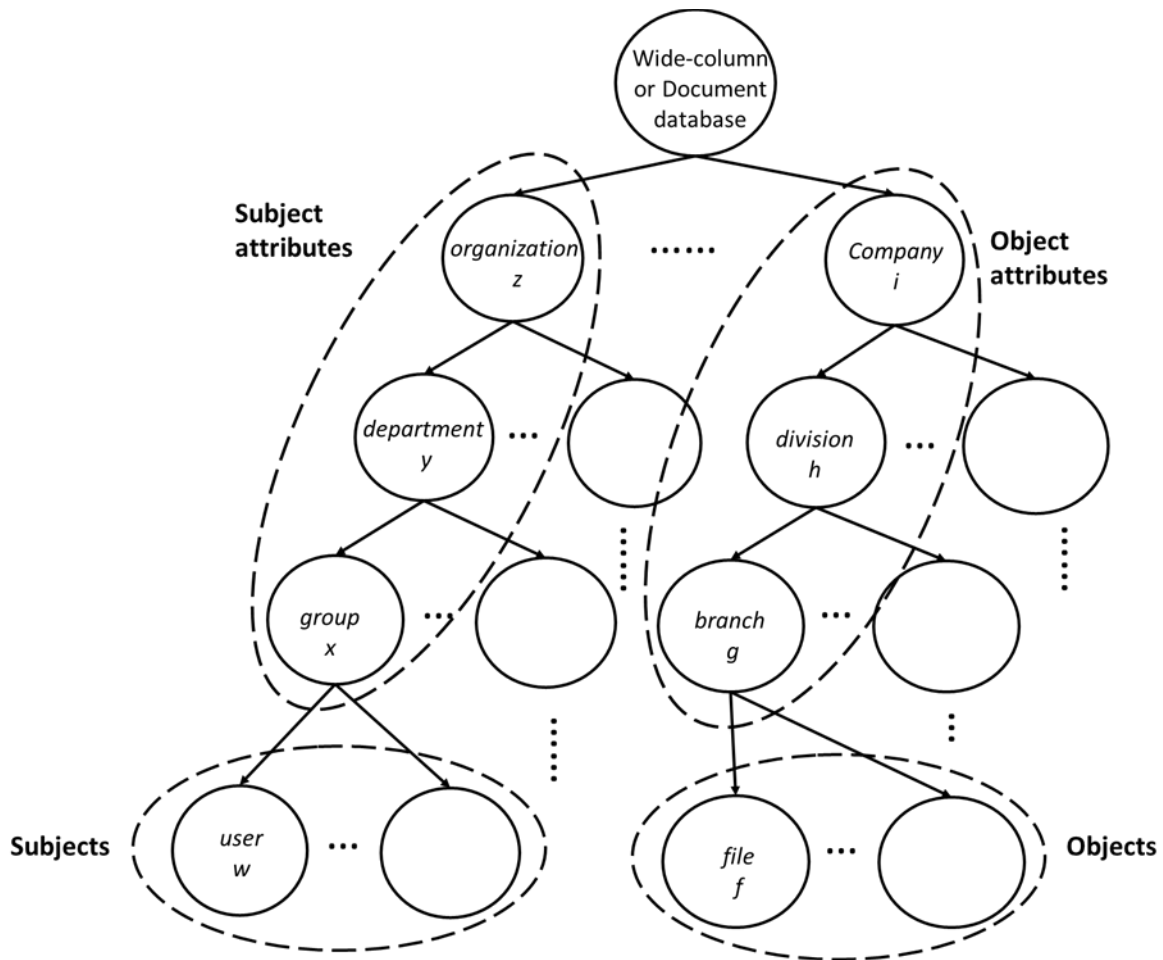 Wide-column
or Document
database
Subject
attributes
organization
z
......
Company
i
Object
attributes
department
y
...
division
h
...
group
x
...
branch
g
...
Subjects
user
w
...
file
f
...
Objects